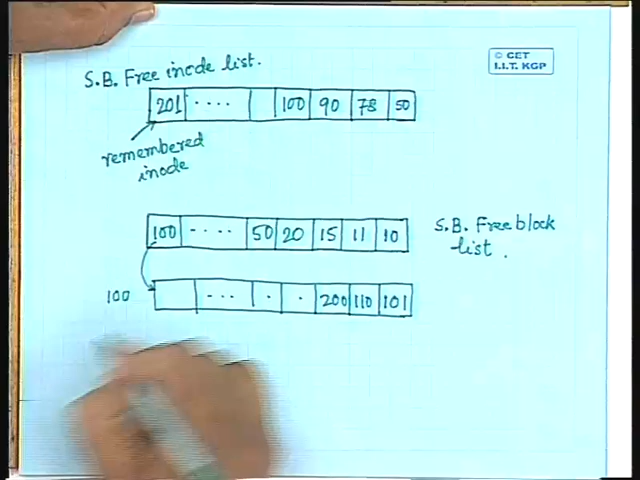 © CET
I.I.T. KGP
S.B. Free inode list.
201 .... 100 90 78 50
remembered
inode
100 .... 50 20 15 11 10
S.B. Free block
list.
100 ... . . 200 110 101